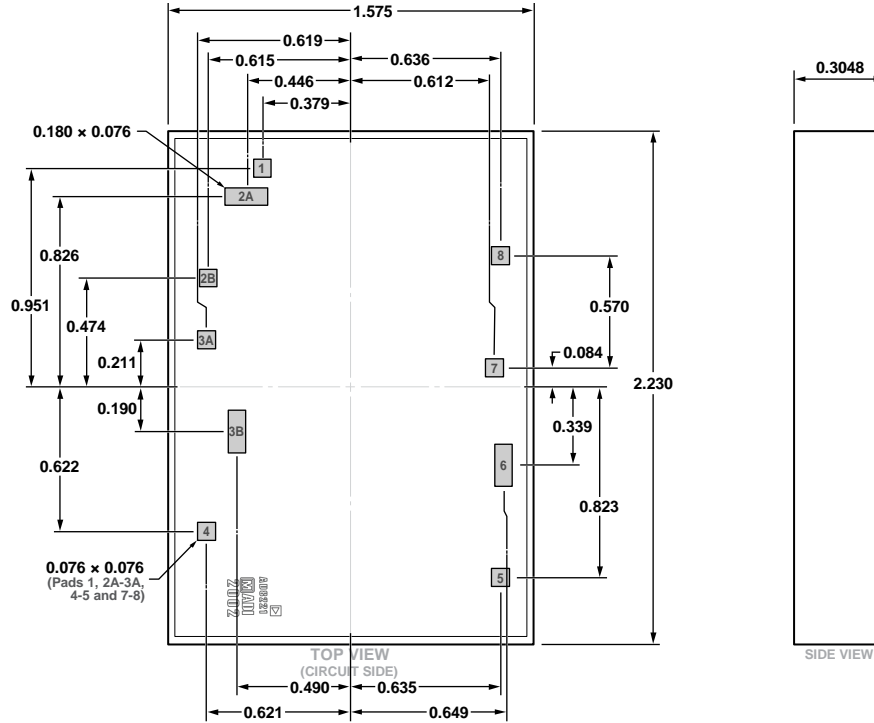 1.575
0.619
0.615
0.636
0.446
0.612
0.379
0.3048
0.180 × 0.076
1
2A
0.826
8
2B
0.951
0.570
0.474
3A
0.211
0.084
7
2.230
0.190
0.339
3B
6
0.622
0.823
4
0.076 × 0.076
(Pads 1, 2A-3A,
4-5 and 7-8)
5
AD8221
M ADI
2002
TOP VIEW
(CIRCUIT SIDE)
SIDE VIEW
0.490
0.635
0.621
0.649